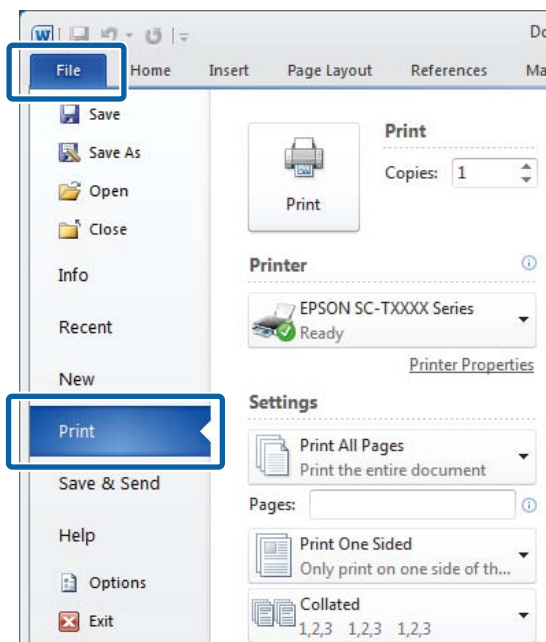 W
Do
File Home Insert Page Layout References Ma
Save
Save As
Open
Close
Info
Recent
New
Print
Save & Send
Help
Options
Exit
Print
Print
Copies: 1
Printer
EPSON SC-TXXXX Series
Ready
Printer Properties
Settings
Print All Pages
Print the entire document
Pages:
Print One Sided
Only print on one side of th...
Collated
1,2,3 1,2,3 1,2,3